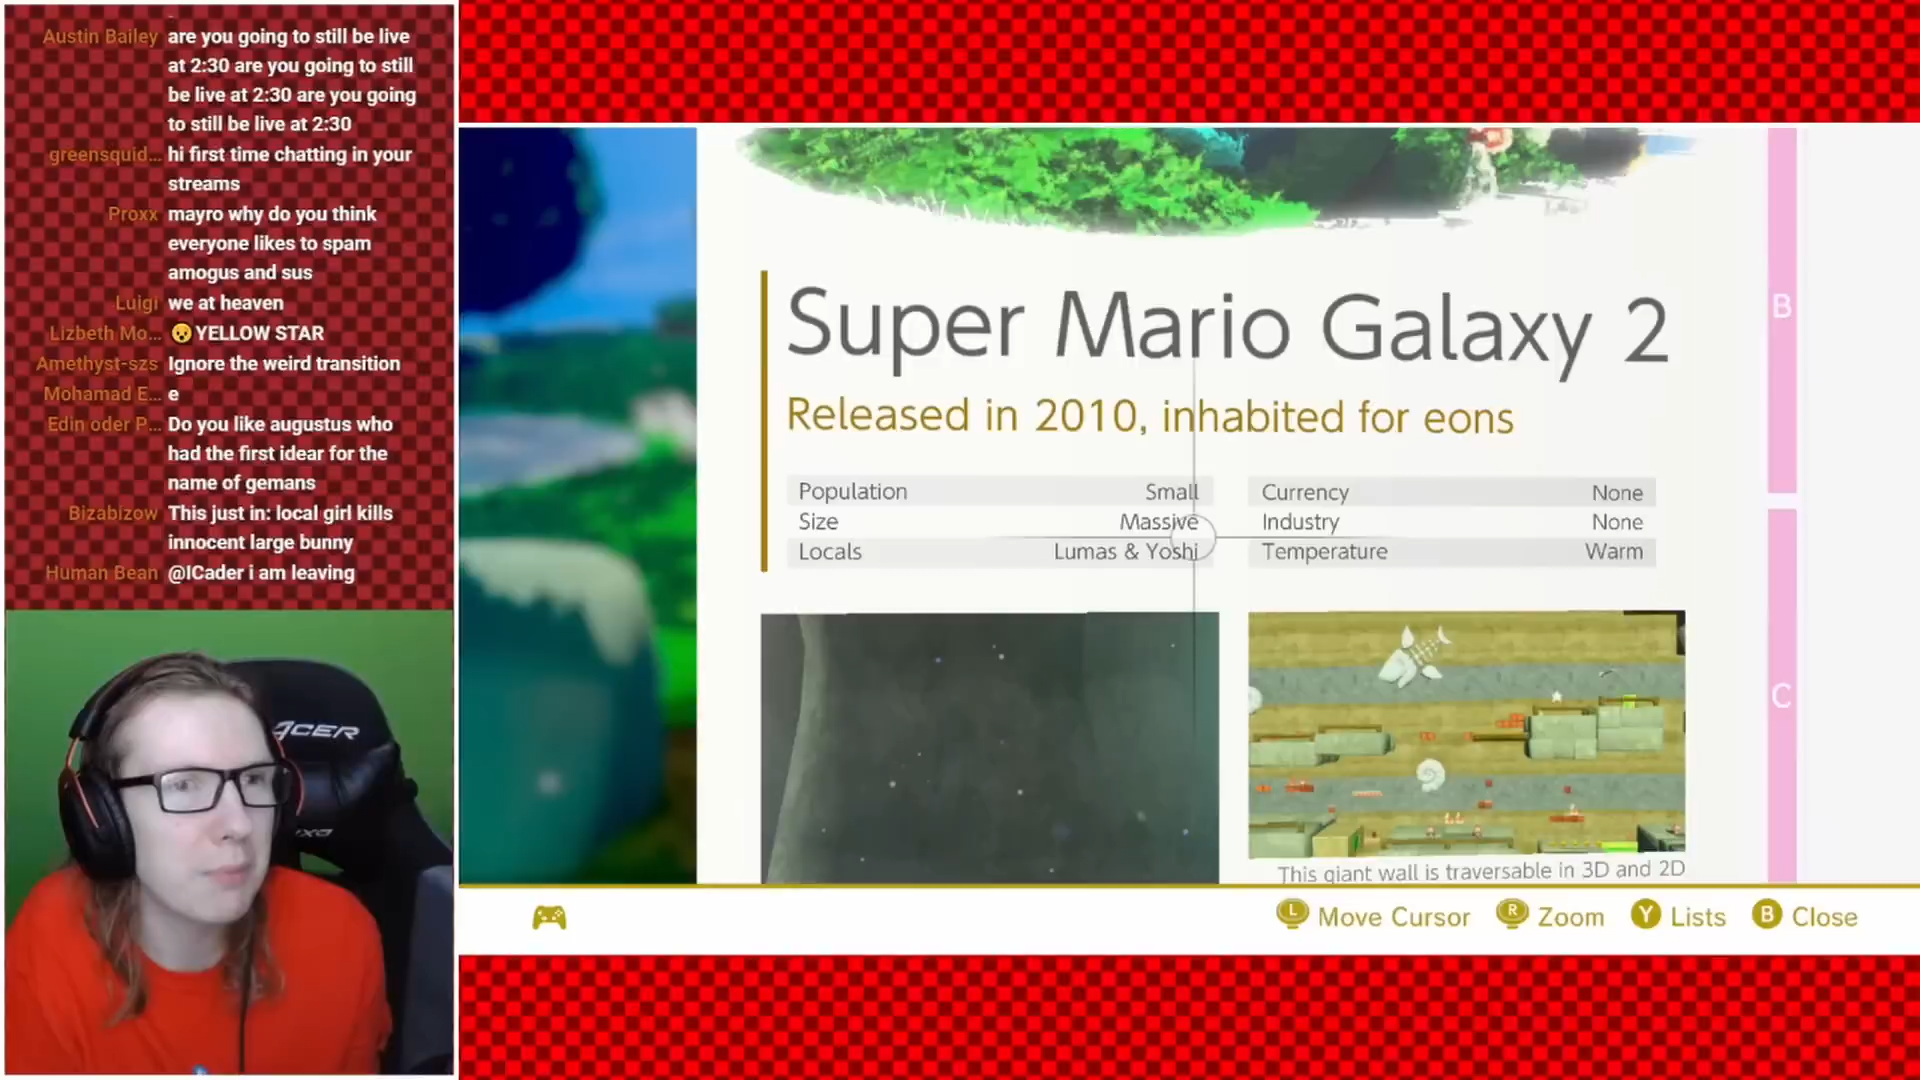 Austin Bailey are you going to still be live
at 2:30 are you going to still
be live at 2:30 are you going
to still be live at 2:30
greensquid... hi first time chatting in your
streams
Proxx mayro why do you think
everyone likes to spam
amogus and sus
Luigi we at heaven
Lizbeth Mo... 😮YELLOW STAR
Amethyst-szs Ignore the weird transition
Mohamad E... e
Edin oder P... Do you like augustus who
had the first idear for the
name of gemans
Bizabizow This just in: local girl kills
innocent large bunny
Human Bean @ICader i am leaving
ACER
Super Mario Galaxy 2
Released in 2010, inhabited for eons
Population Small
Size Massive
Locals Lumas & Yoshi
Currency None
Industry None
Temperature Warm
This giant wall is traversable in 3D and 2D
B
C
L Move Cursor R Zoom Y Lists B Close